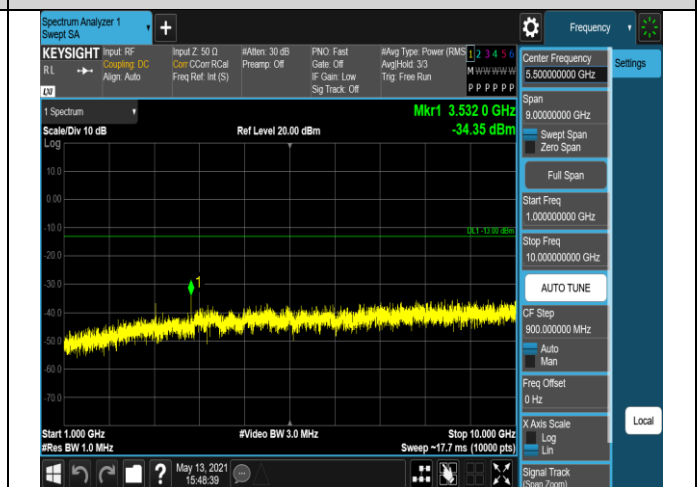 Spectrum Analyzer 1
Swept SA
+
Frequency
KEYSIGHT
Input: RF
Coupling: DC
Align: Auto
Input Z: 50 Ω
Corr CCorr RCal
Freq Ref: Int (S)
#Atten: 30 dB
Preamp: Off
PNO: Fast
Gate: Off
IF Gain: Low
Sig Track: Off
#Avg Type: Power (RMS
Avg|Hold: 3/3
Trig: Free Run
1 2 3 4 5 6
M W W W W W
P P P P P P
RL
LXI
1 Spectrum
Scale/Div 10 dB
Log
Ref Level 20.00 dBm
Mkr1 3.532 0 GHz
-34.35 dBm
10.0
0.00
-10.0
DL1 -13.00 dBm
-20.0
-30.0
1
-40.0
-50.0
-60.0
-70.0
Start 1.000 GHz
#Res BW 1.0 MHz
#Video BW 3.0 MHz
Stop 10.000 GHz
Sweep ~17.7 ms (10000 pts)
Center Frequency
5.500000000 GHz
Settings
Span
9.00000000 GHz
Swept Span
Zero Span
Full Span
Start Freq
1.000000000 GHz
Stop Freq
10.000000000 GHz
AUTO TUNE
CF Step
900.000000 MHz
Auto
Man
Freq Offset
0 Hz
X Axis Scale
Log
Lin
Local
Signal Track
(Span Zoom)
?
May 13, 2021
15:48:39